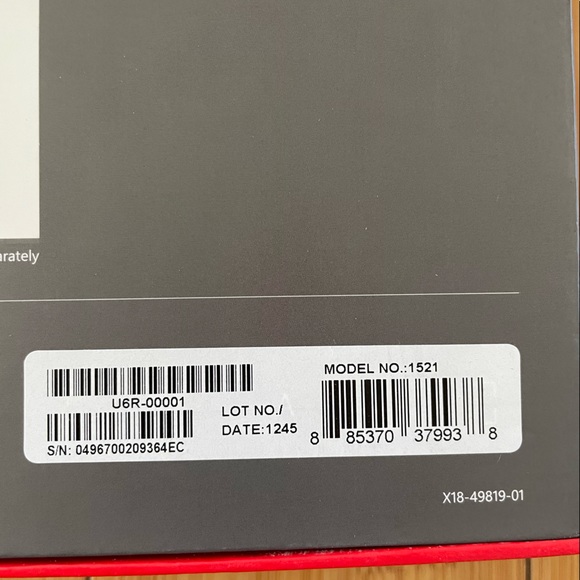 arately
MODEL NO.:1521
U6R-00001
LOT NO./
DATE:1245
S/N: 0496700209364EC
8 85370 37993 8
X18-49819-01